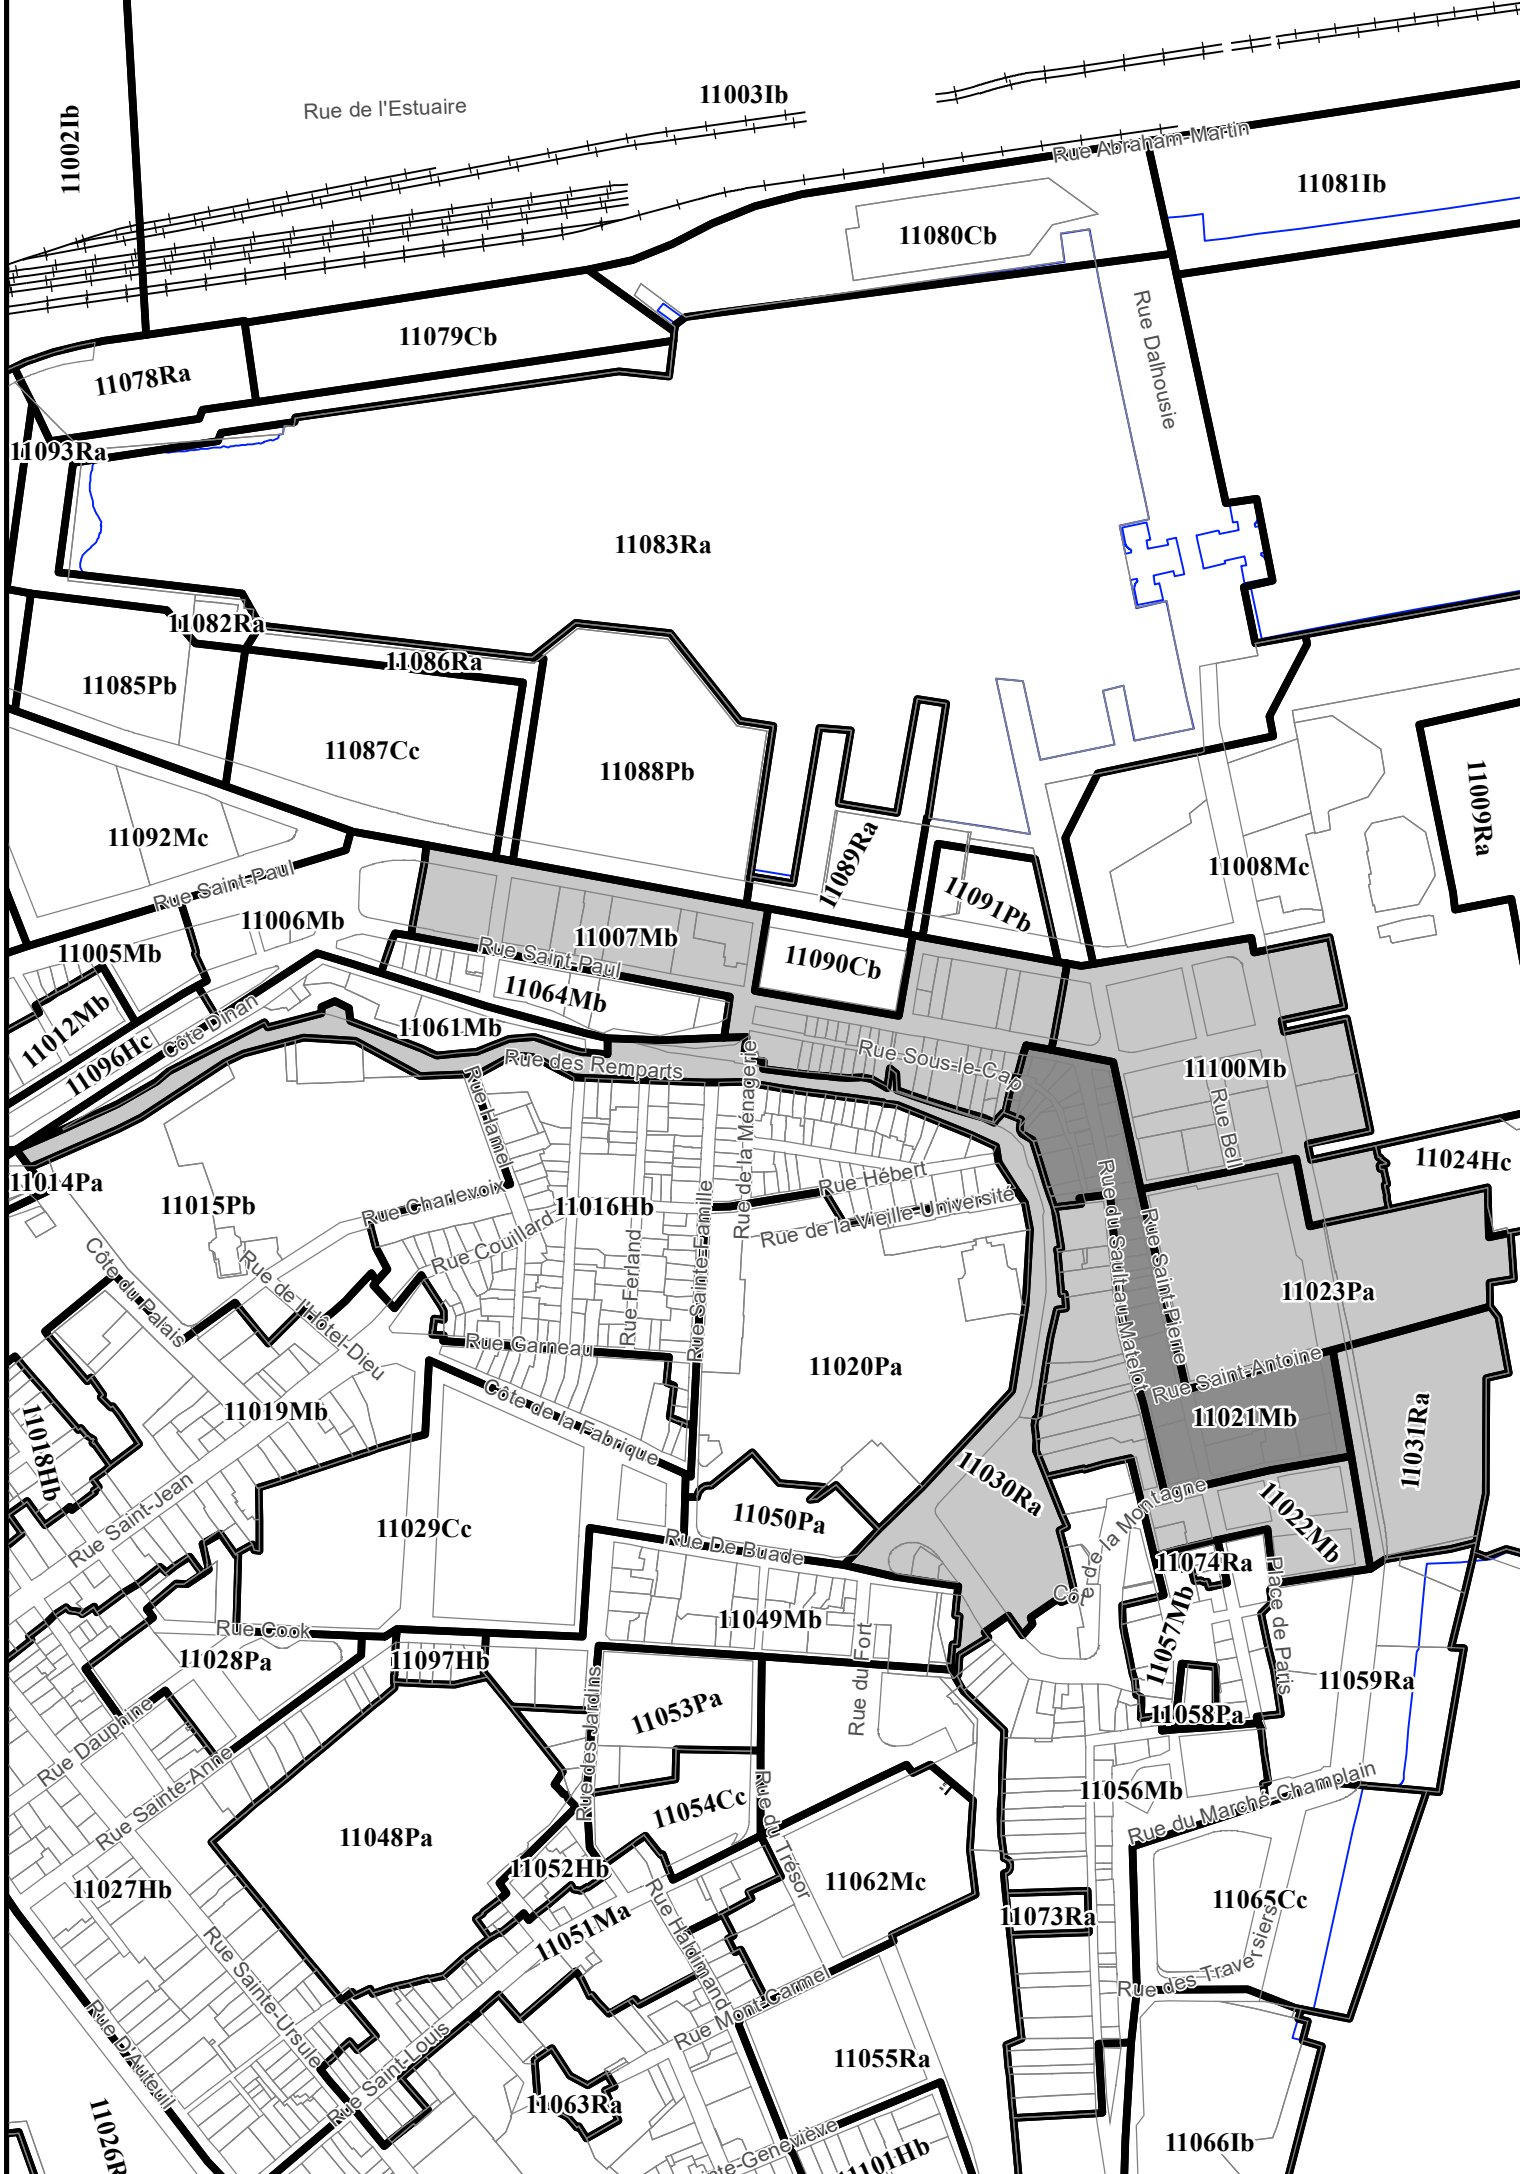 11002Ib
Rue de l'Estuaire
11003Ib
Rue Abraham-Martin
11081Ib
11080Cb
11079Cb
11078Ra
Rue Dalhousie
11093Ra
11083Ra
11082Ra
11086Ra
11085Pb
11087Cc
11088Pb
11092Mc
11089Ra
11091Pb
11008Mc
11009Ra
Rue Saint-Paul
11006Mb
11007Mb
11005Mb
Rue Saint-Paul
11090Cb
11064Mb
11012Mb
11096Hc
Côte Dinan
11061Mb
Rue des Remparts
Rue Sous-le-Cap
11100Mb
Rue Bell
Rue Hamel
Rue de la Ménagerie
11014Pa
11015Pb
Rue Charlevoix
11016Hb
Rue Hébert
Rue de la Vieille-Université
11024Hc
Rue Couillard
Rue Ferland
Rue Sainte-Famille
Rue du Sault-au-Matelot
Rue Saint-Pierre
Côte du Palais
Rue de l'Hôtel-Dieu
11023Pa
Rue Garneau
11020Pa
Rue Saint-Antoine
11019Mb
Côte de la Fabrique
11021Mb
11018Hb
11031Ra
11030Ra
Rue Saint-Jean
11029Cc
11050Pa
Rue De Buade
Côte de la Montagne
11022Mb
11074Ra
11057Mb
Place de Paris
11049Mb
Rue Cook
11028Pa
11097Hb
Rue du Fort
11059Ra
11058Pa
11053Pa
Rue des Jardins
Rue Dauphine
Rue Sainte-Anne
11056Mb
Rue du Marché-Champlain
11054Cc
Rue du Trésor
11048Pa
11052Hb
11062Mc
11027Hb
11065Cc
11073Ra
11051Ma
Rue Haldimand
Rue Sainte-Ursule
Rue des Traversiers
Rue Mont-Carmel
Rue D'Auteuil
Rue Saint-Louis
11055Ra
11063Ra
11026R
nte-Geneviève
11101Hb
11066Ib